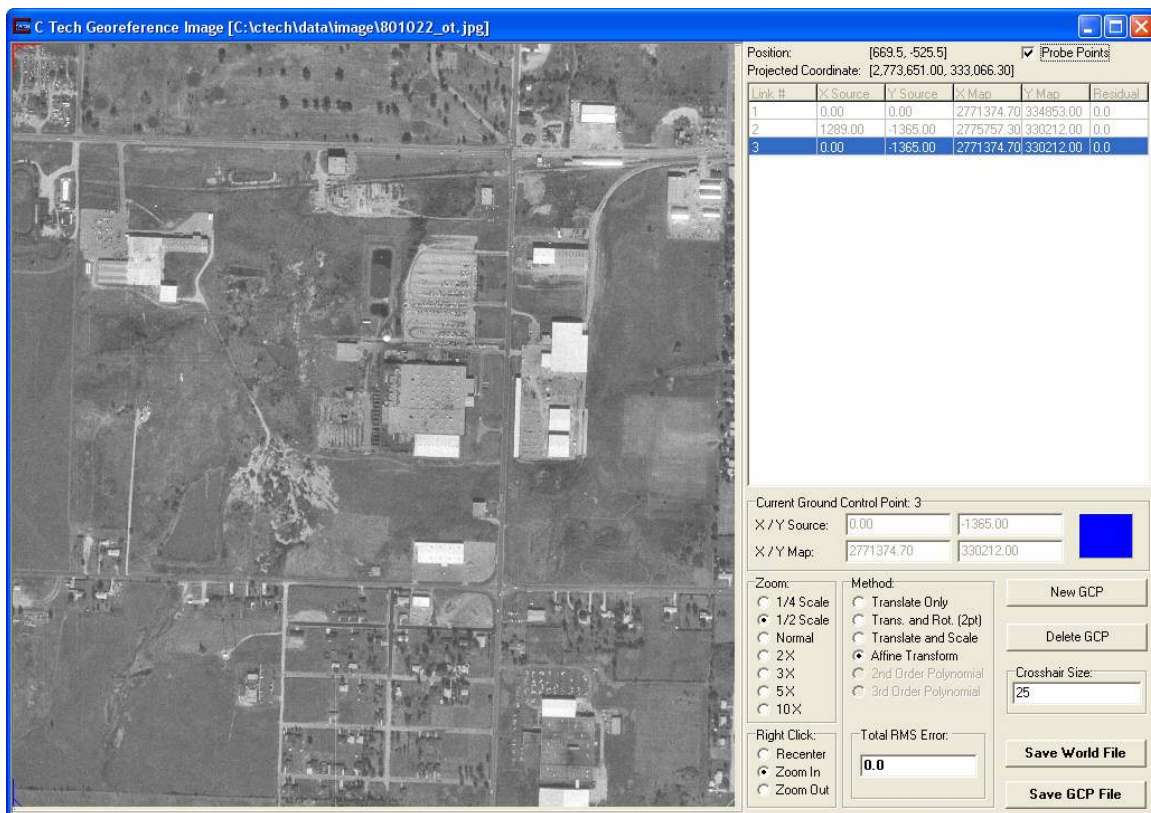 C Tech Georeference Image [C:\ctech\data\image\801022_ot.jpg]
Position: [669.5, -525.5] Probe Points
Projected Coordinate: [2,773,651.00, 333,066.30]
Link # X Source Y Source X Map Y Map Residual
1 0.00 0.00 2771374.70 334853.00 0.0
2 1289.00 -1365.00 2775757.30 330212.00 0.0
3 0.00 -1365.00 2771374.70 330212.00 0.0
Current Ground Control Point: 3
X / Y Source: 0.00 -1365.00
X / Y Map: 2771374.70 330212.00
Zoom:
1/4 Scale
1/2 Scale
Normal
2 X
3 X
5 X
10 X
Method:
Translate Only
Trans. and Rot. (2pt)
Translate and Scale
Affine Transform
2nd Order Polynomial
3rd Order Polynomial
New GCP
Delete GCP
Crosshair Size:
25
Right Click:
Recenter
Zoom In
Zoom Out
Total RMS Error:
0.0
Save World File
Save GCP File